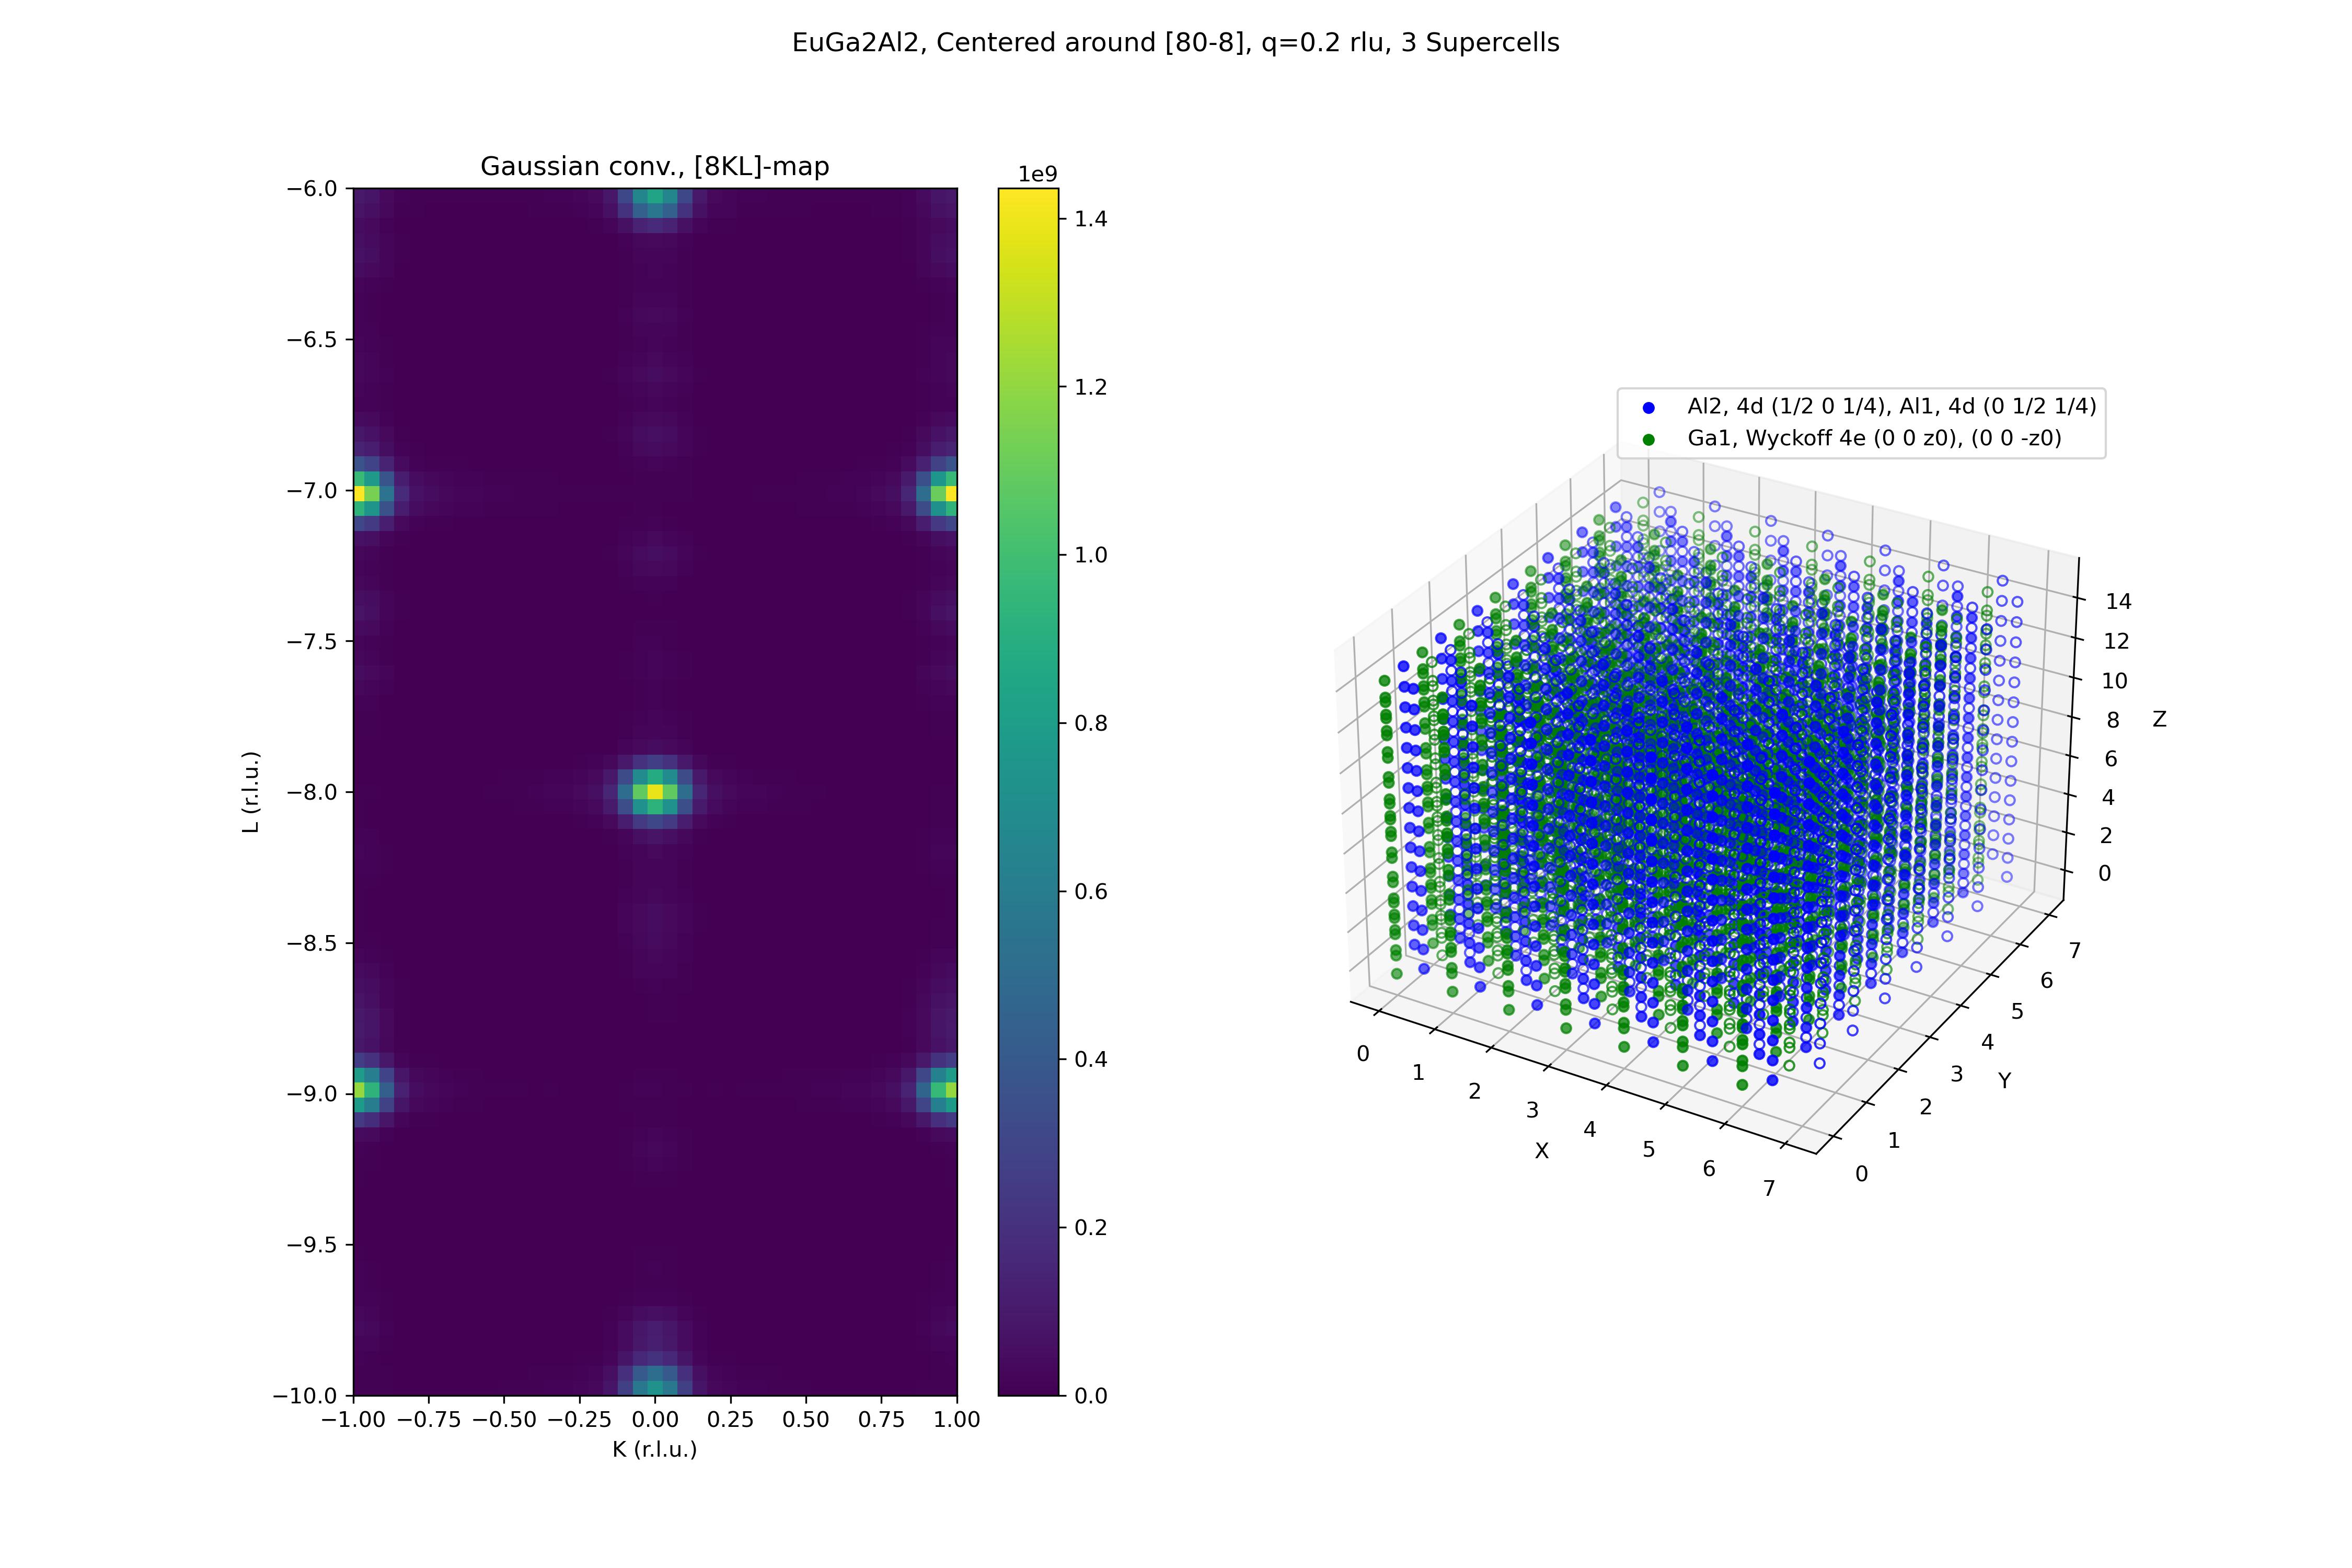 EuGa2Al2, Centered around [80-8], q=0.2 rlu, 3 Supercells
Gaussian conv., [8KL]-map
1e9
−6.0
−6.5
−7.0
−7.5
−8.0
−8.5
−9.0
−9.5
−10.0
L (r.l.u.)
−1.00 −0.75 −0.50 −0.25 0.00 0.25 0.50 0.75 1.00
K (r.l.u.)
1.4
1.2
1.0
0.8
0.6
0.4
0.2
0.0
Al2, 4d (1/2 0 1/4), Al1, 4d (0 1/2 1/4)
Ga1, Wyckoff 4e (0 0 z0), (0 0 -z0)
14
12
10
8
6
4
2
0
Z
0 1 2 3 4 5 6 7
X
0 1 2 3 4 5 6 7
Y